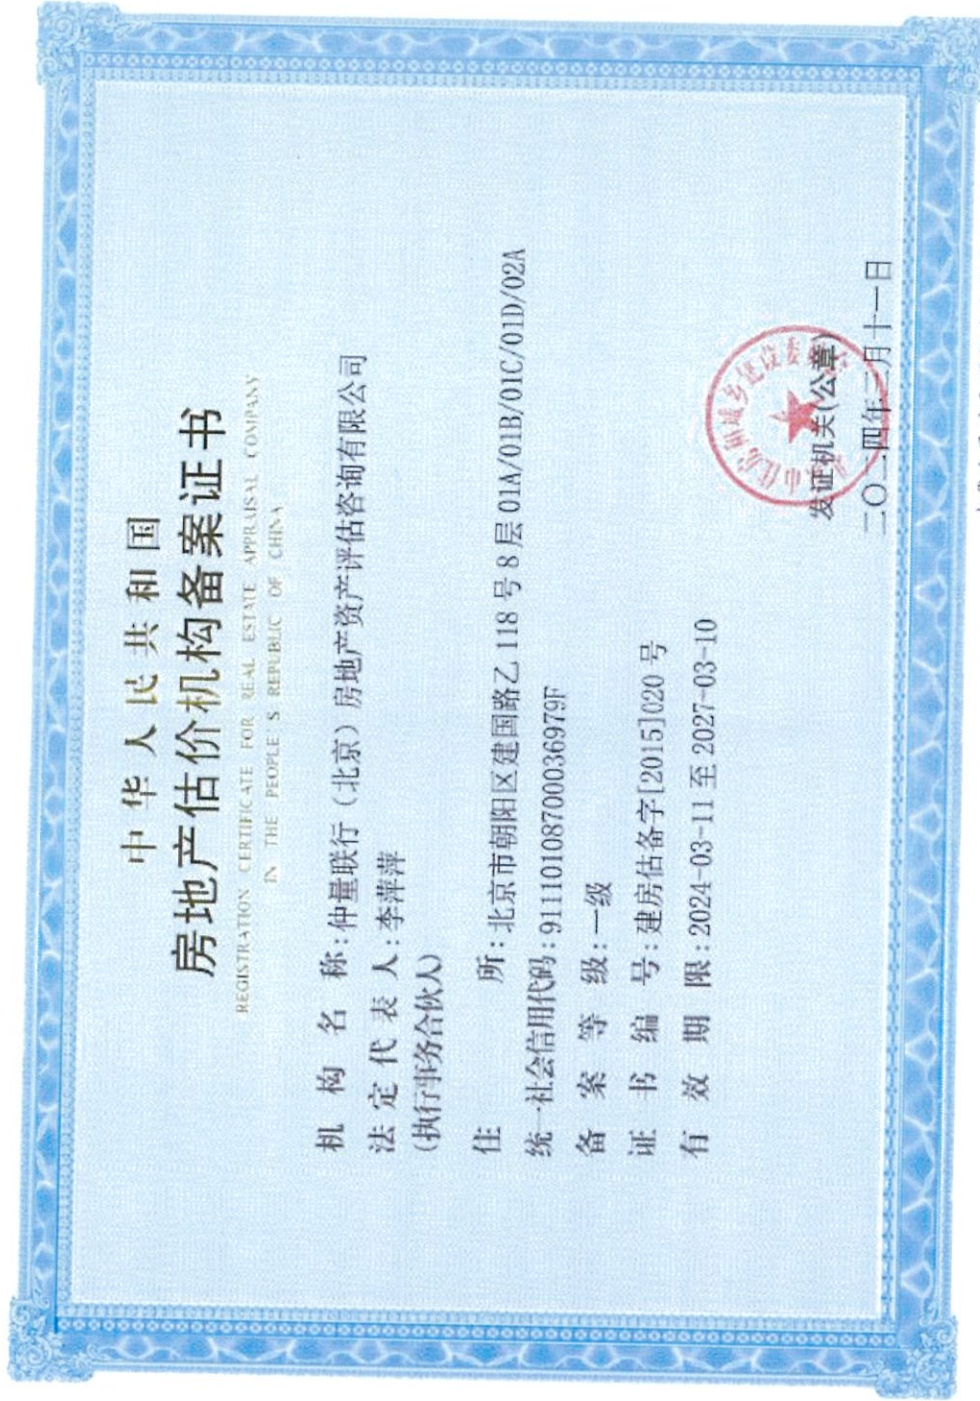 中华人民共和国
房地产估价机构备案证书
REGISTRATION CERTIFICATE FOR REAL ESTATE APPRAISAL COMPANY
IN THE PEOPLE S REPUBLIC OF CHINA
机构名称:仲量联行（北京）房地产资产评估咨询有限公司
法定代表人:李萍萍
(执行事务合伙人)
住所:北京市朝阳区建国路乙118号8层01A/01B/01C/01D/02A
统一社会信用代码:91110108700036979F
备案等级:一级
证书编号:建房估备字[2015]020号
有效期限:2024-03-11至2027-03-10
发证机关(公章)
二〇二四年三月十一日